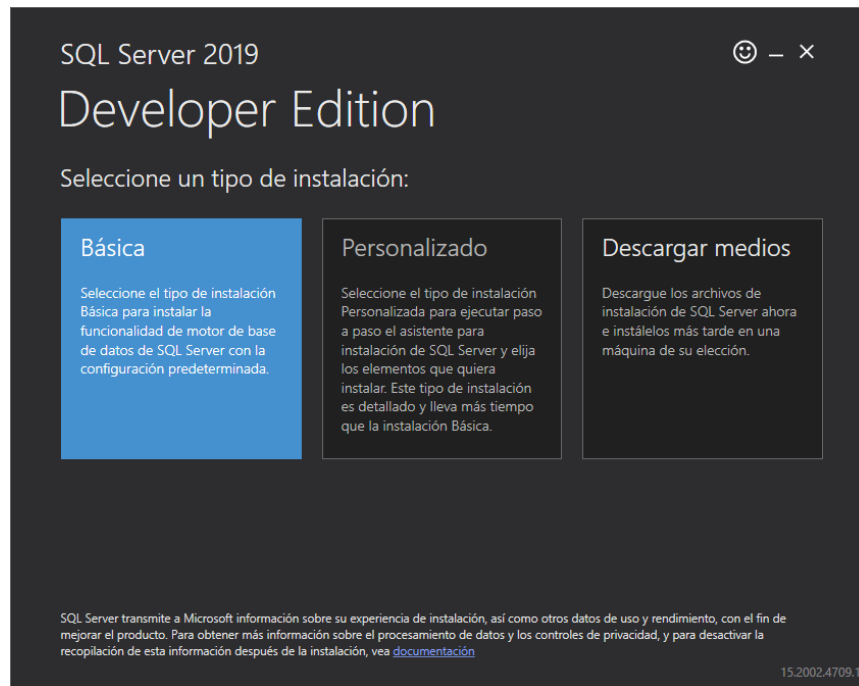 SQL Server 2019
Developer Edition
Seleccione un tipo de instalación:
Básica
Seleccione el tipo de instalación
Básica para instalar la
funcionalidad de motor de base
de datos de SQL Server con la
configuración predeterminada.
Personalizado
Seleccione el tipo de instalación
Personalizada para ejecutar paso
a paso el asistente para
instalación de SQL Server y elija
los elementos que quiera
instalar. Este tipo de instalación
es detallado y lleva más tiempo
que la instalación Básica.
Descargar medios
Descargue los archivos de
instalación de SQL Server ahora
e instálelos más tarde en una
máquina de su elección.
SQL Server transmite a Microsoft información sobre su experiencia de instalación, así como otros datos de uso y rendimiento, con el fin de
mejorar el producto. Para obtener más información sobre el procesamiento de datos y los controles de privacidad, y para desactivar la
recopilación de esta información después de la instalación, vea documentación
15.2002.4709.1